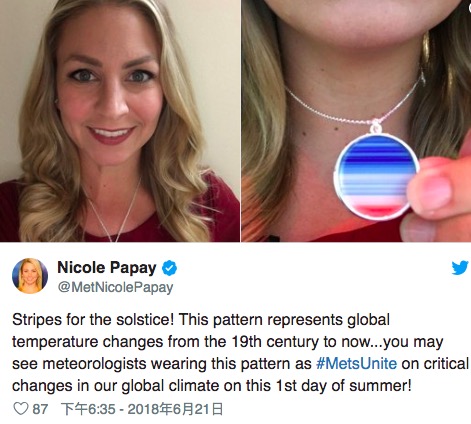 Nicole Papay
@MetNicolePapay
Stripes for the solstice! This pattern represents global
temperature changes from the 19th century to now...you may
see meteorologists wearing this pattern as #MetsUnite on critical
changes in our global climate on this 1st day of summer!
87 下午6:35 - 2018年6月21日